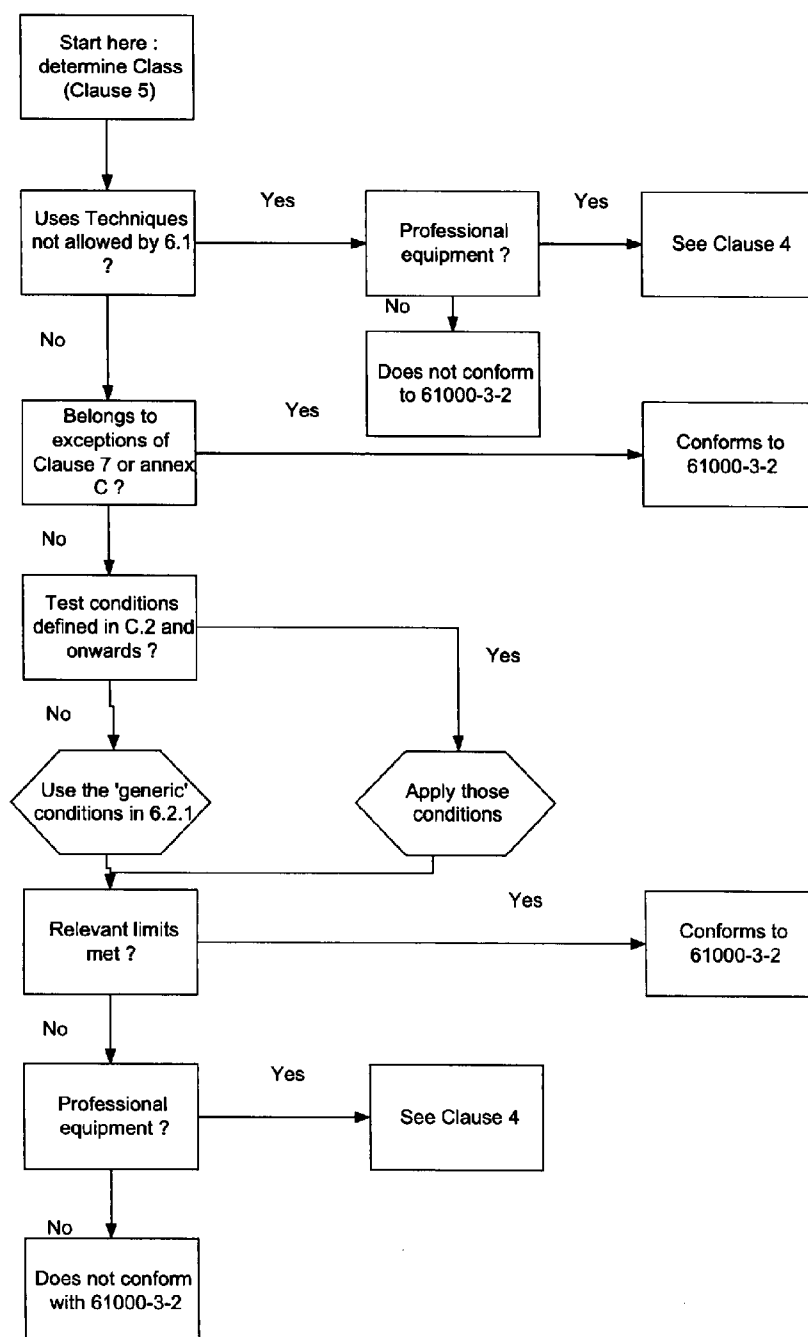 Start here :
determine Class
(Clause 5)
Uses Techniques
not allowed by 6.1
?
Yes
Professional
equipment ?
Yes
See Clause 4
No
Does not conform
to 61000-3-2
No
Belongs to
exceptions of
Clause 7 or annex
C ?
Yes
Conforms to
61000-3-2
No
Test conditions
defined in C.2 and
onwards ?
Yes
No
Use the 'generic'
conditions in 6.2.1
Apply those
conditions
Relevant limits
met ?
Yes
Conforms to
61000-3-2
No
Professional
equipment ?
Yes
See Clause 4
No
Does not conform
with 61000-3-2